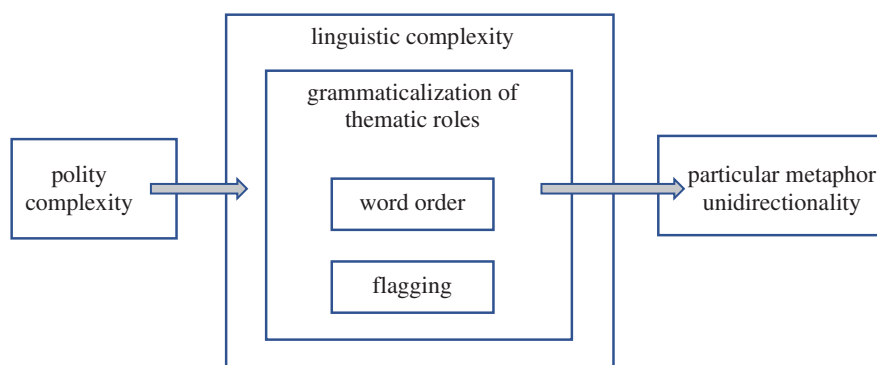 linguistic complexity
grammaticalization of
thematic roles
polity
complexity
word order
flagging
particular metaphor
unidirectionality